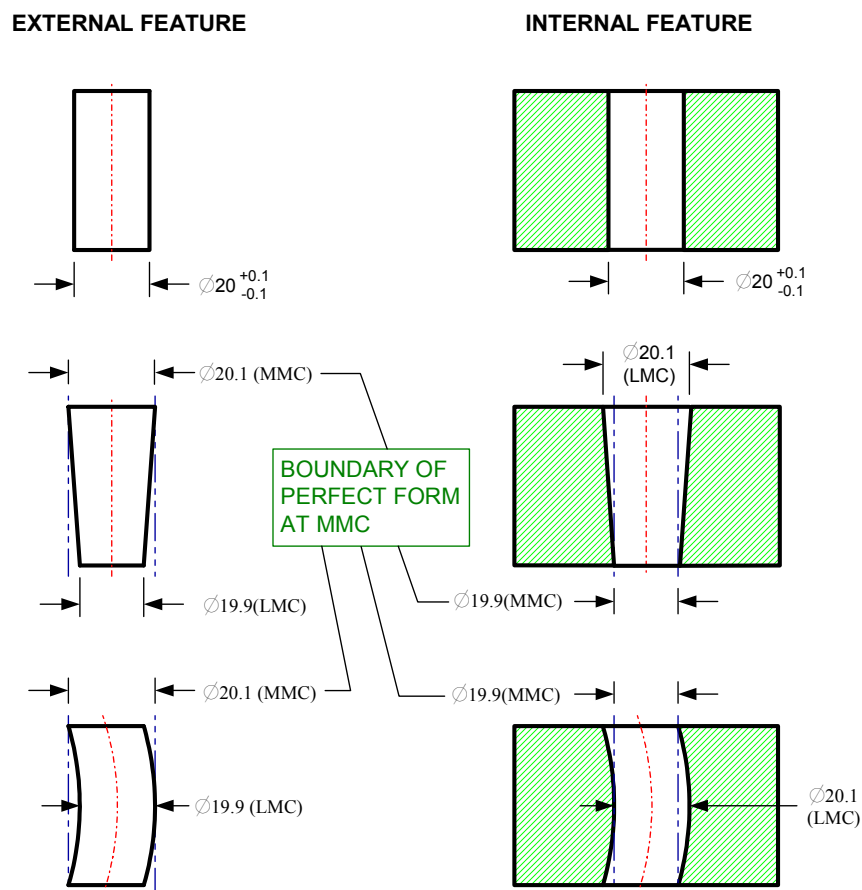 EXTERNAL FEATURE
INTERNAL FEATURE
∅20 +0.1
-0.1
∅20 +0.1
-0.1
∅20.1 (MMC)
∅20.1
(LMC)
BOUNDARY OF
PERFECT FORM
AT MMC
∅19.9(LMC)
∅19.9(MMC)
∅20.1 (MMC)
∅19.9(MMC)
∅19.9 (LMC)
∅20.1
(LMC)